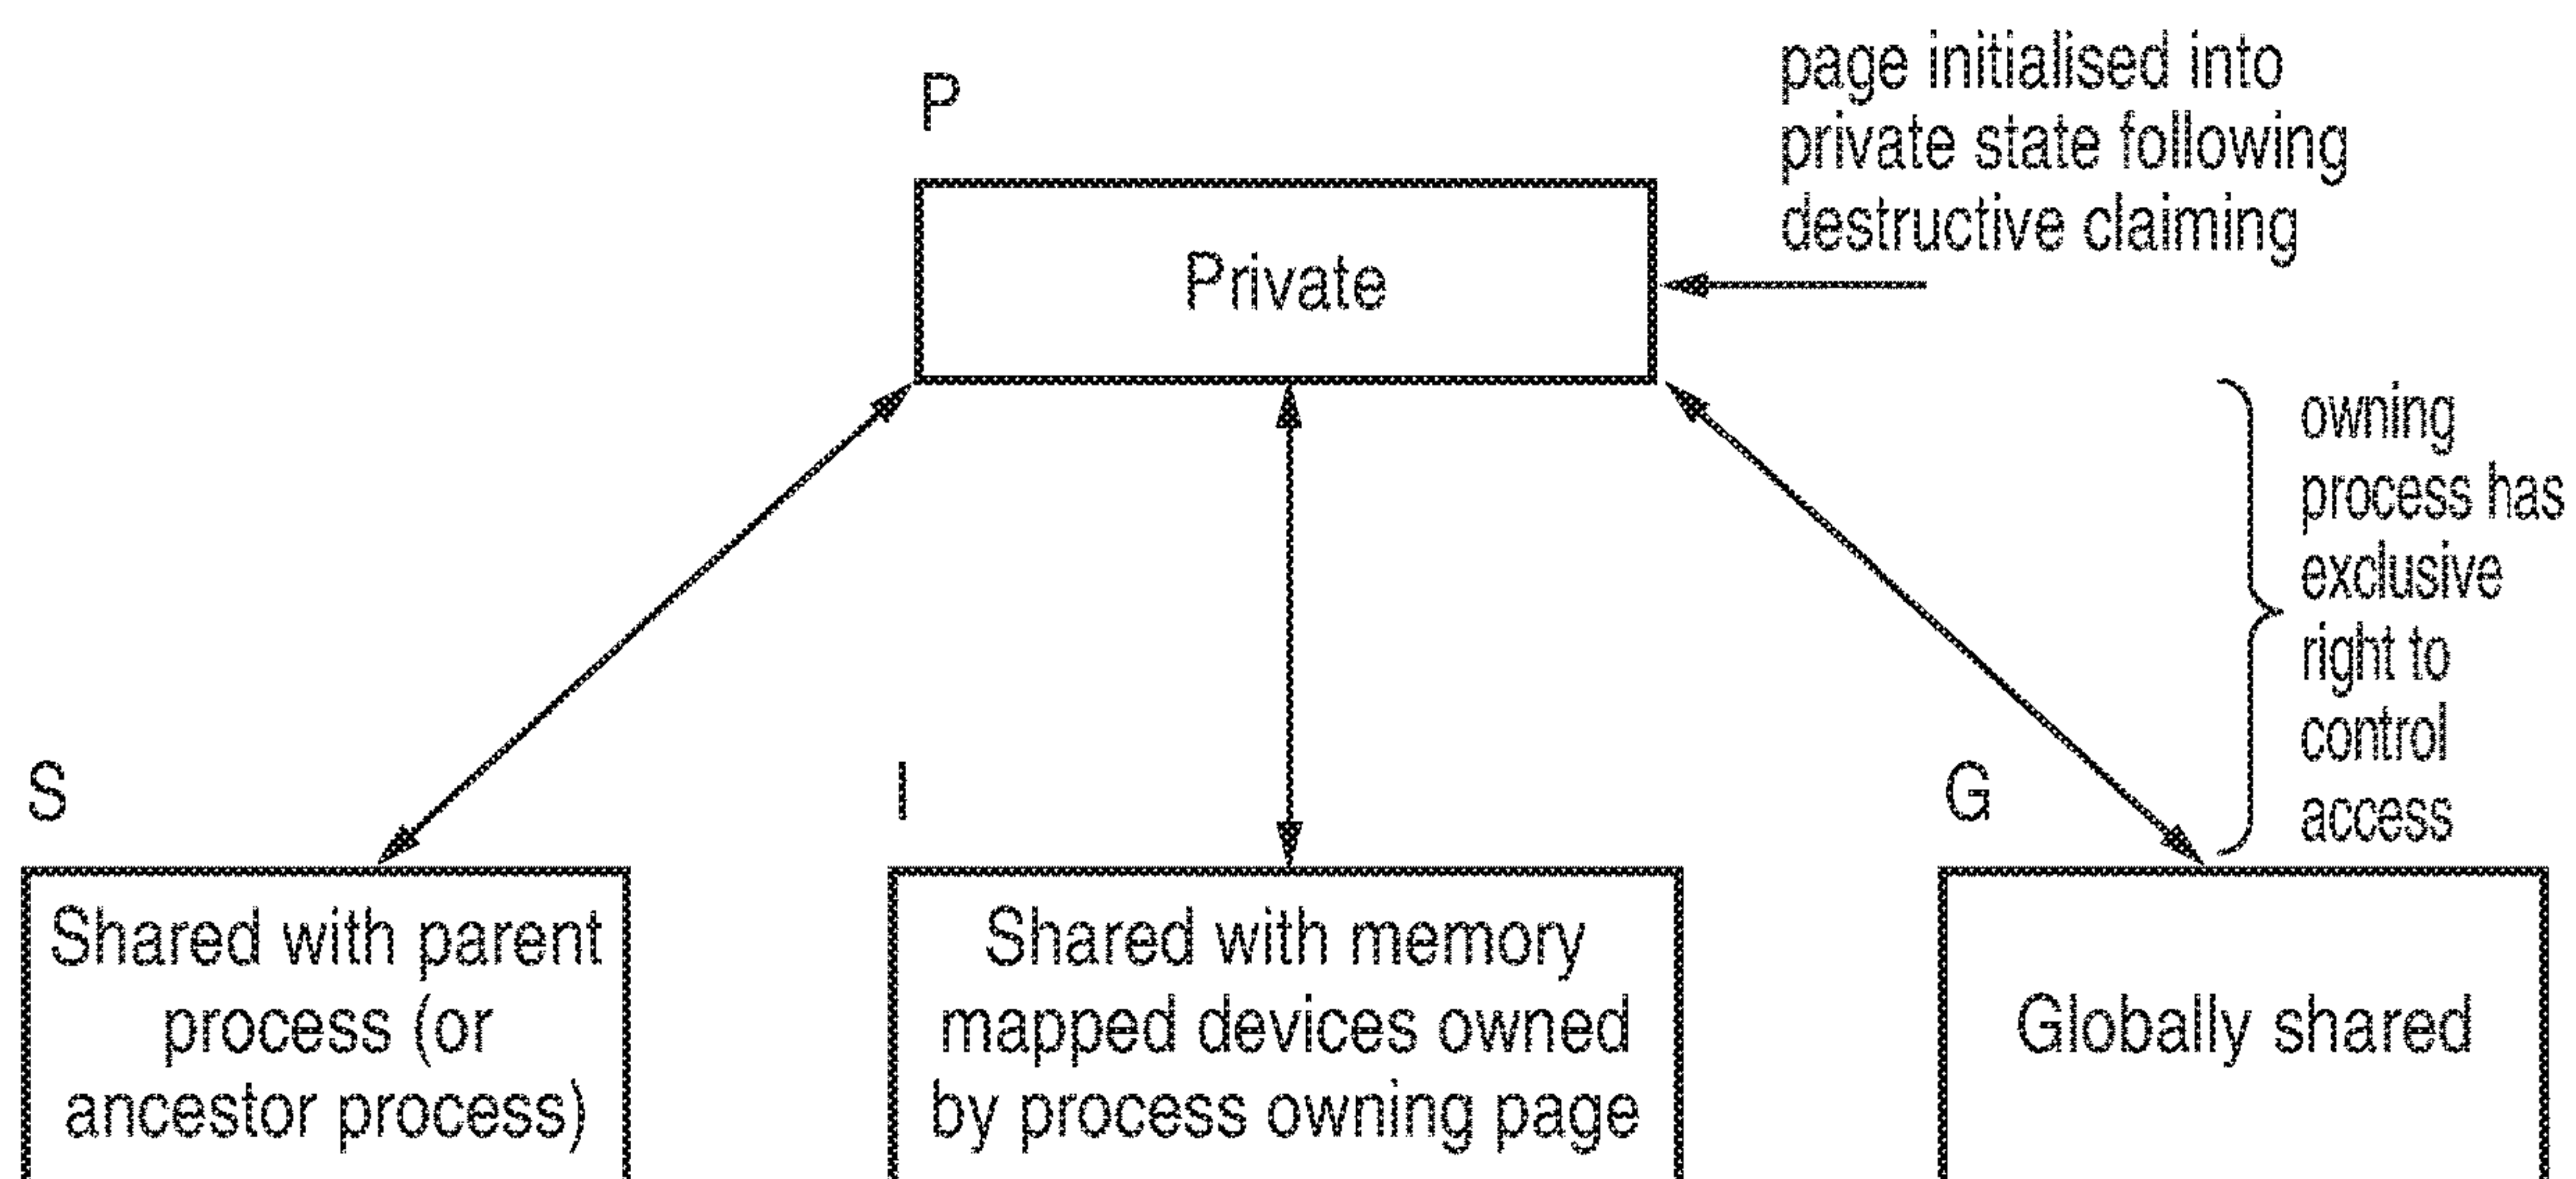 P
page initialised into
private state following
destructive claiming
Private
owning
process has
exclusive
right to
control
access
S
I
G
Shared with parent
process (or
ancestor process)
Shared with memory
mapped devices owned
by process owning page
Globally shared